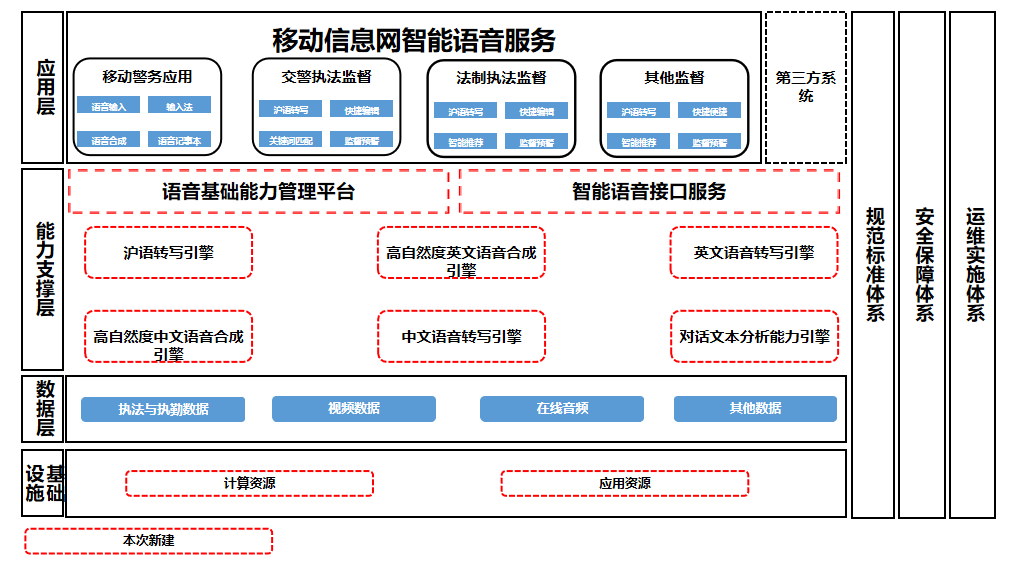 应用层
移动信息网智能语音服务
移动警务应用
语音输入
输入法
语音合成
语音记事本
交警执法监督
沪语转写
快捷编辑
关键词匹配
监督预警
法制执法监督
沪语转写
快捷编辑
智能推荐
监督预警
其他监督
沪语转写
快捷便捷
智能推荐
监督预警
第三方系
统
能力支撑层
语音基础能力管理平台
智能语音接口服务
沪语转写引擎
高自然度英文语音合成
引擎
英文语音转写引擎
高自然度中文语音合成
引擎
中文语音转写引擎
对话文本分析能力引擎
数据层
执法与执勤数据
视频数据
在线音频
其他数据
基础
设施
计算资源
应用资源
本次新建
规范标准体系
安全保障体系
运维实施体系